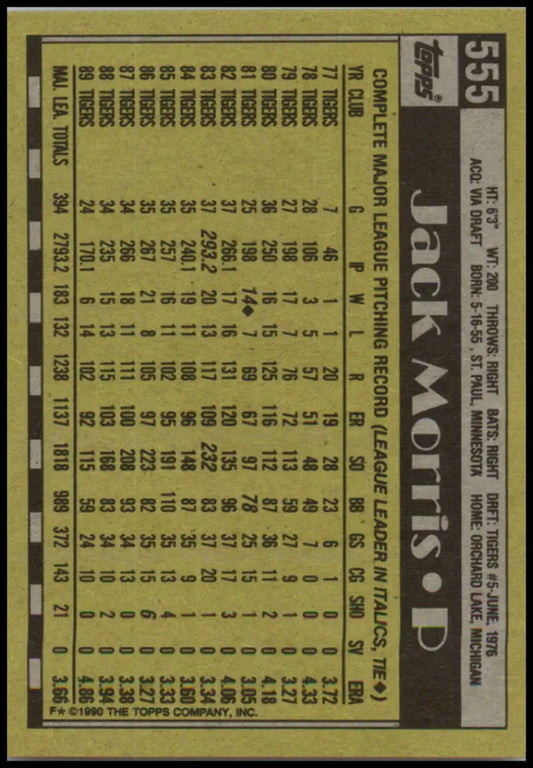 555
HT: 6'3" WT: 200 THROWS: RIGHT BATS: RIGHT DRFT: TIGERS #5-JUNE, 1976
ACQ: VIA DRAFT BORN: 5-16-55, ST. PAUL, MINNESOTA HOME: ORCHARD LAKE, MICHIGAN
Topps®
Jack Morris • P
COMPLETE MAJOR LEAGUE PITCHING RECORD (LEAGUE LEADER IN ITALICS, TIE◆)
YR CLUB G IP W L R ER SO BB GS CG SHO SV ERA
77 TIGERS 7 46 1 1 20 19 28 23 6 1 0 0 3.72
78 TIGERS 28 106 3 5 57 51 48 49 7 0 0 0 4.33
79 TIGERS 27 198 17 7 76 72 113 59 27 9 1 0 3.27
80 TIGERS 36 250 16 15 125 116 112 87 36 11 2 0 4.18
81 TIGERS 25 198 14◆ 7 69 67 97 78 25 15 1 0 3.05
82 TIGERS 37 266.1 17 16 131 120 135 96 37 17 3 0 4.06
83 TIGERS 37 293.2 20 13 117 109 232 83 37 20 1 0 3.34
84 TIGERS 35 240.1 19 11 108 96 148 87 35 9 1 0 3.60
85 TIGERS 35 257 16 11 102 95 191 110 35 13 4 0 3.33
86 TIGERS 35 267 21 8 105 97 223 82 35 15 6 0 3.27
87 TIGERS 34 266 18 11 111 100 208 93 34 13 0 0 3.38
88 TIGERS 34 235 15 13 115 103 168 83 34 10 2 0 3.94
89 TIGERS 24 170.1 6 14 102 92 115 59 24 10 0 0 4.86
MAJ. LEA. TOTALS 394 2793.2 183 132 1238 1137 1818 989 372 143 21 0 3.66
F★ ©1990 THE TOPPS COMPANY, INC.